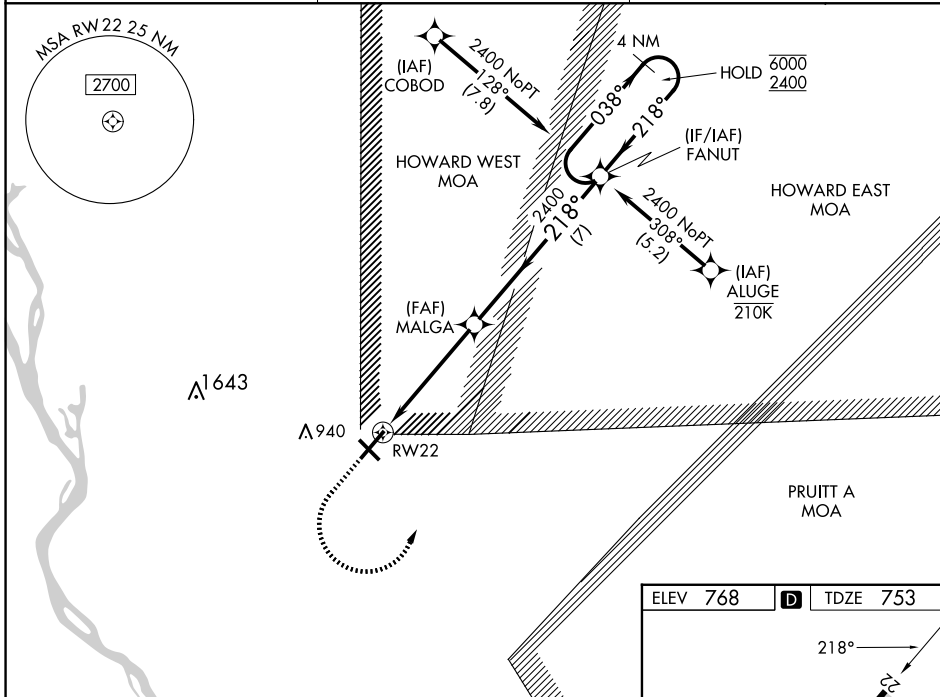 MSA RW22 25 NM
2700
(IAF)
COBOD
2400 NoPT
128°
(7.8)
4 NM
HOLD
6000
2400
038°
218°
(IF/IAF)
FANUT
HOWARD WEST
MOA
HOWARD EAST
MOA
2400
218°
(7)
2400 NoPT
308°
(5.2)
(IAF)
ALUGE
210K
(FAF)
MALGA
1643
940
RW22
PRUITT A
MOA
ELEV 768 D TDZE 753
218°
22